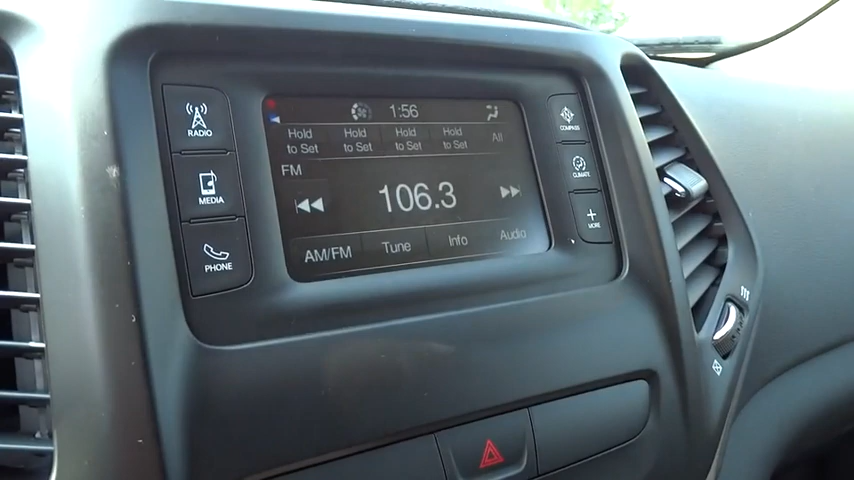 1:56
Hold to Set Hold to Set Hold to Set Hold to Set All
FM
106.3
AM/FM Tune Info Audio
RADIO
MEDIA
PHONE
COMPASS
CLIMATE
MORE